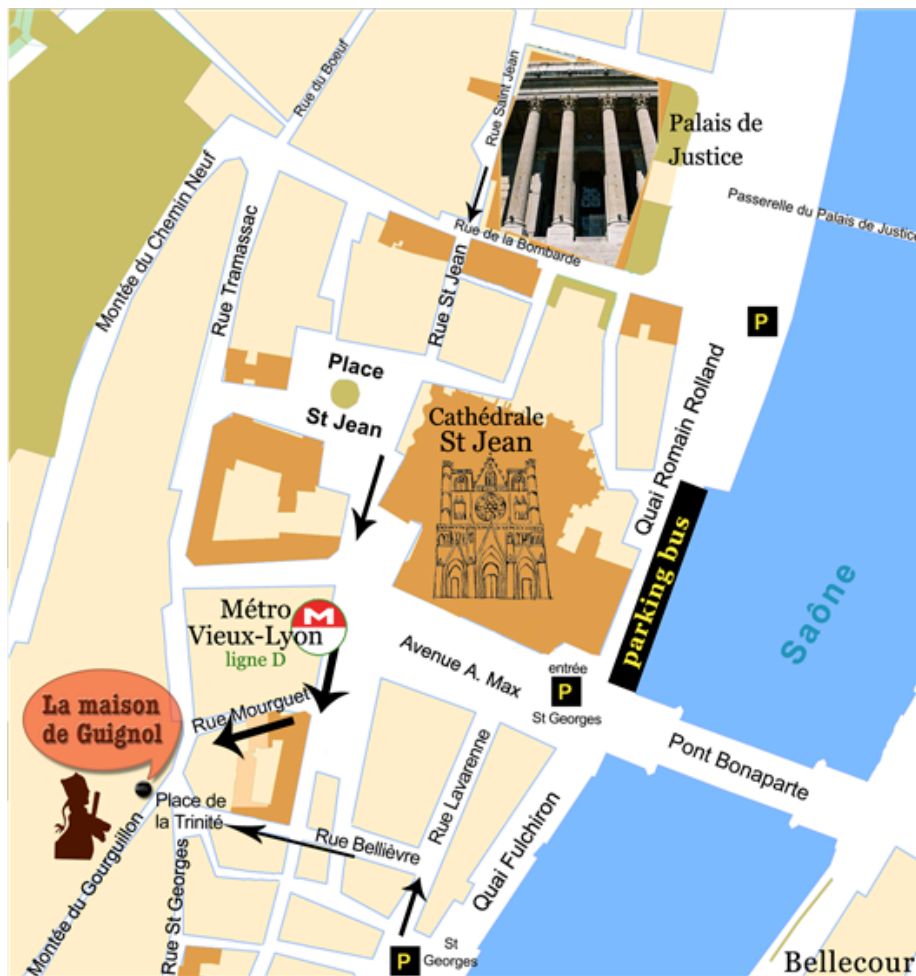 Rue du Boeuf
Rue Saint Jean
Palais de
Justice
Passerelle du Palais de Justice
Montée du Chemin Neuf
Rue Tramassac
Rue de la Bombarde
Rue St Jean
P
Place
St Jean
Cathédrale
St Jean
Quai Romain Rolland
parking bus
Saône
Métro
Vieux-Lyon
ligne D
M
Avenue A. Max
entrée
P
St Georges
La maison
de Guignol
Rue Mourguet
Pont Bonaparte
Place de
la Trinité
Rue Bellièvre
Rue Lavarenne
Quai Fulchiron
Montée du Gourguillon
Rue St Georges
P
St
Georges
Bellecour